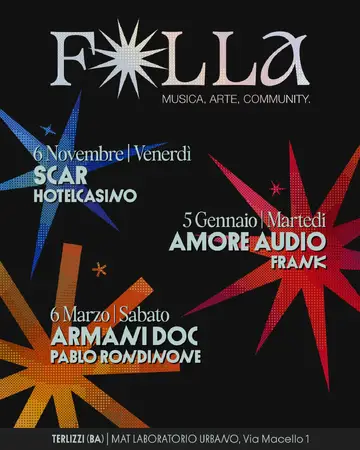 FOLLA
MUSICA, ARTE, COMMUNITY.
6 Novembre | Venerdì
SCAR
HOTELCASINO
5 Gennaio | Martedì
AMORE AUDIO
FRANK
6 Marzo | Sabato
ARMANI DOC
PABLO RONDINONE
TERLIZZI (BA) | MAT LABORATORIO URBANO, Via Macello 1